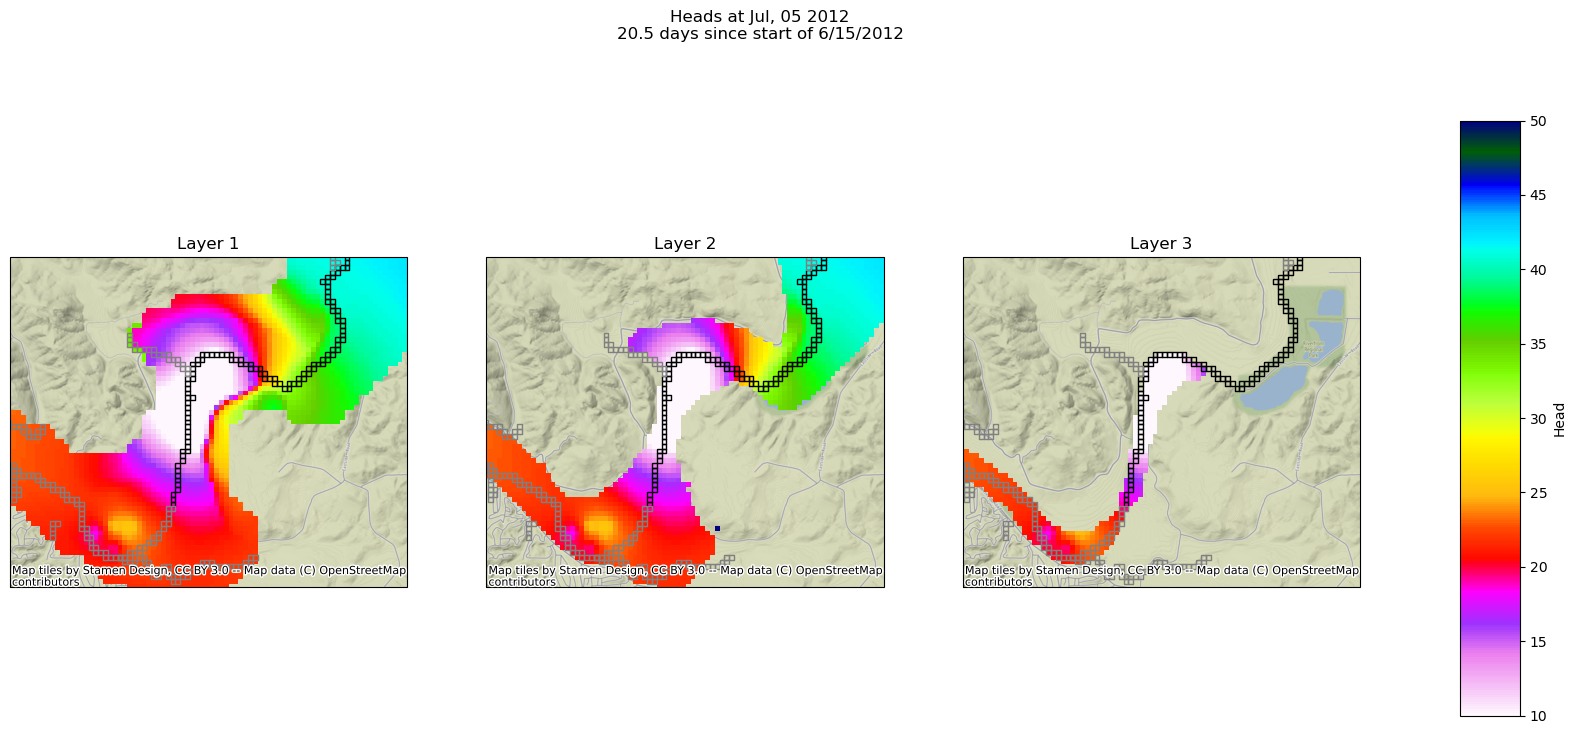 Heads at Jul, 05 2012
20.5 days since start of 6/15/2012
Layer 1
Layer 2
Layer 3
Map tiles by Stamen Design, CC BY 3.0 -- Map data (C) OpenStreetMap
contributors
Map tiles by Stamen Design, CC BY 3.0 -- Map data (C) OpenStreetMap
contributors
Map tiles by Stamen Design, CC BY 3.0 -- Map data (C) OpenStreetMap
contributors
50
45
40
35
30
25
20
15
10
Head